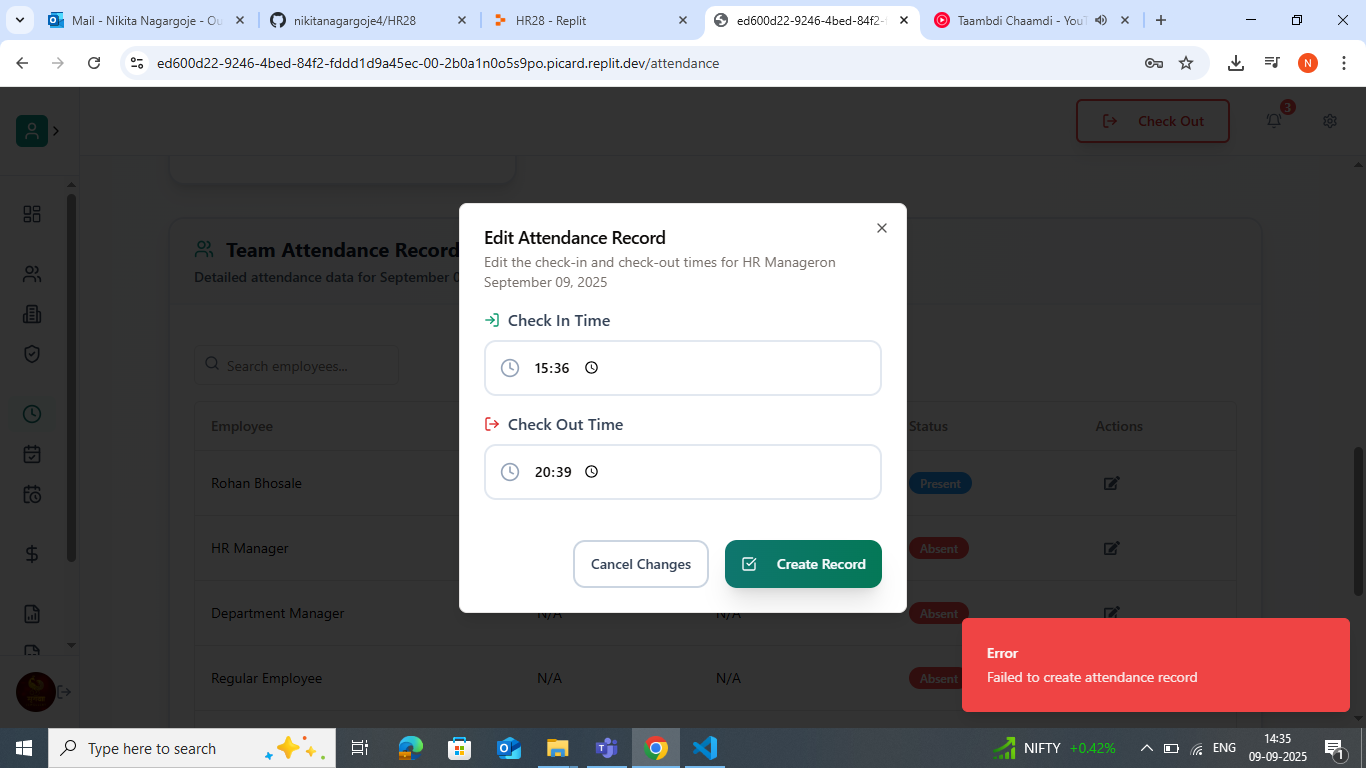 Mail - Nikita Nagargoje - Ou
nikitanagargoje4/HR28
HR28 - Replit
ed600d22-9246-4bed-84f2-f
Taambdi Chaamdi - YouT
ed600d22-9246-4bed-84f2-fddd1d9a45ec-00-2b0a1n0o5s9po.picard.replit.dev/attendance
N
Check Out
3
Team Attendance Record
Detailed attendance data for September 0
Search employees...
Employee
Status
Actions
Rohan Bhosale
Present
HR Manager
Absent
Department Manager
N/A
N/A
Absent
Regular Employee
N/A
N/A
Absent
Edit Attendance Record
Edit the check-in and check-out times for HR Manageron
September 09, 2025
Check In Time
15:36
Check Out Time
20:39
Cancel Changes
Create Record
Error
Failed to create attendance record
Type here to search
NIFTY +0.42%
ENG
14:35
09-09-2025
1